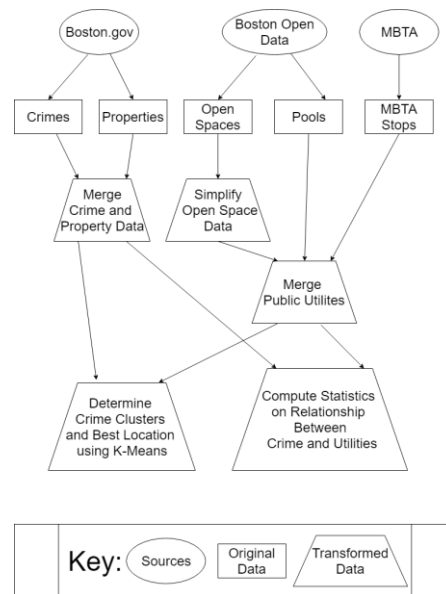 Boston.gov
Boston Open
Data
MBTA
Crimes
Properties
Open
Spaces
Pools
MBTA
Stops
Merge
Crime and
Property Data
Simplify
Open Space
Data
Merge
Public Utilites
Determine
Crime Clusters
and Best Location
using K-Means
Compute Statistics
on Relationship
Between
Crime and Utilities
Key:
Sources
Original
Data
Transformed
Data